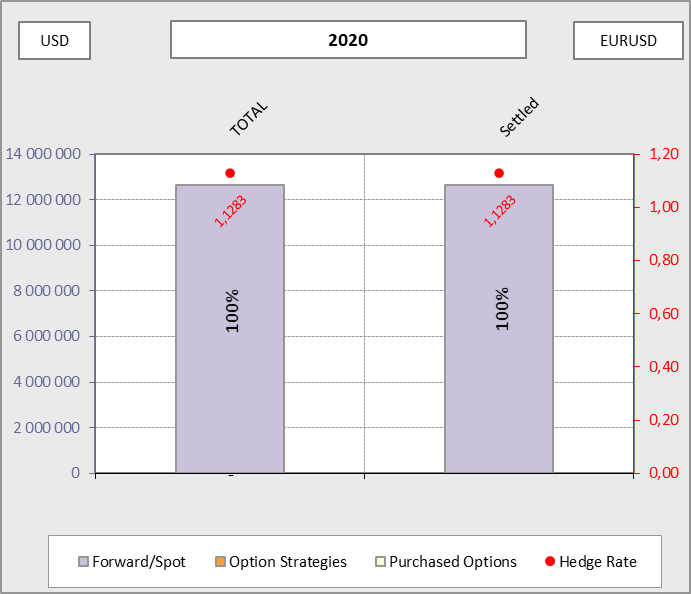 USD
2020
EURUSD
TOTAL
Settled
14 000 000
12 000 000
10 000 000
8 000 000
6 000 000
4 000 000
2 000 000
0
1,20
1,00
0,80
0,60
0,40
0,20
0,00
1,1283
1,1283
100%
100%
-
Forward/Spot
Option Strategies
Purchased Options
Hedge Rate